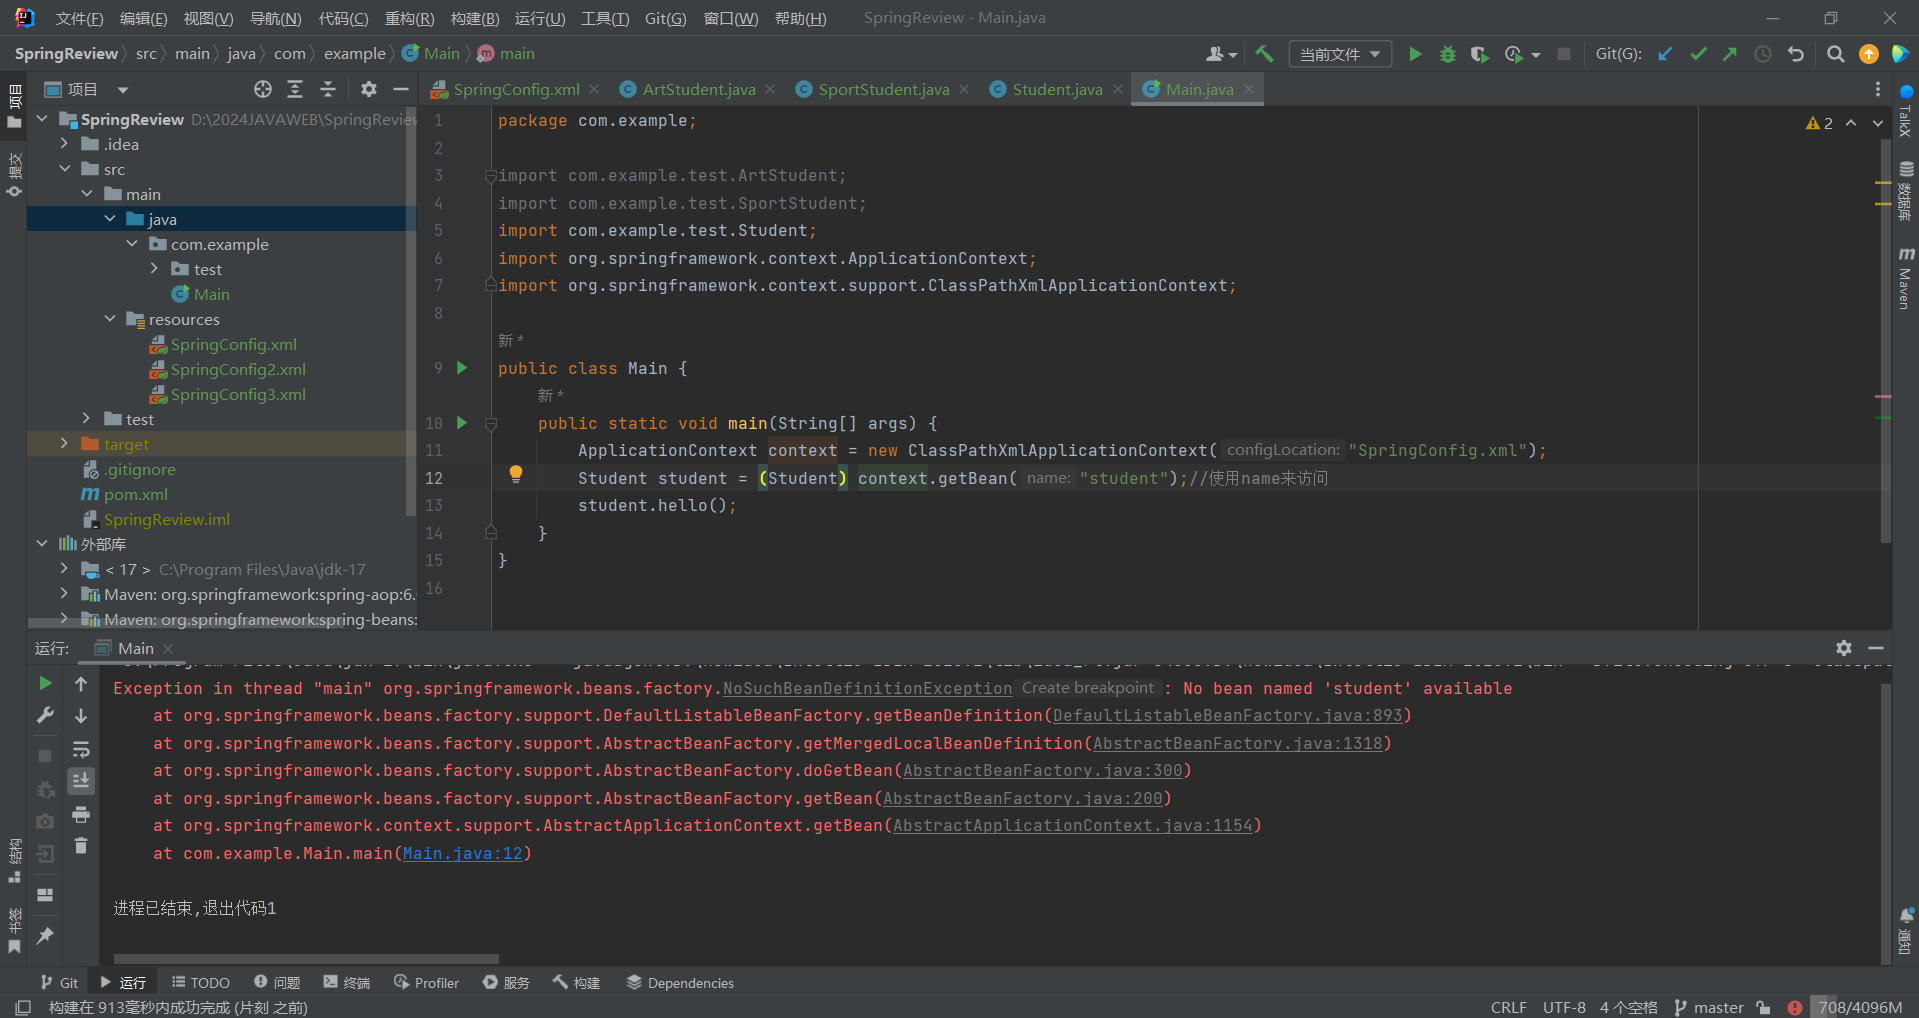 文件(F) 编辑(E) 视图(V) 导航(N) 代码(C) 重构(R) 构建(B) 运行(U) 工具(T) Git(G) 窗口(W) 帮助(H) SpringReview - Main.java
SpringReview src main java com example Main main 当前文件 Git(G):
项目
SpringConfig.xml ArtStudent.java SportStudent.java Student.java Main.java
项目
提交
结构
书签
SpringReview D:\2024JAVAWEB\SpringReview
.idea
src
main
java
com.example
test
Main
resources
SpringConfig.xml
SpringConfig2.xml
SpringConfig3.xml
test
target
.gitignore
pom.xml
SpringReview.iml
外部库
< 17 > C:\Program Files\Java\jdk-17
Maven: org.springframework:spring-aop:6.
Maven: org.springframework:spring-beans:
2
1 package com.example;
2
3 import com.example.test.ArtStudent;
4 import com.example.test.SportStudent;
5 import com.example.test.Student;
6 import org.springframework.context.ApplicationContext;
7 import org.springframework.context.support.ClassPathXmlApplicationContext;
8
新 *
9 public class Main {
新 *
10 public static void main(String[] args) {
11 ApplicationContext context = new ClassPathXmlApplicationContext( configLocation: "SpringConfig.xml");
12 Student student = (Student) context.getBean( name: "student");//使用name来访问
13 student.hello();
14 }
15 }
16
TalkX
数据库
m Maven
通知
运行: Main
Exception in thread "main" org.springframework.beans.factory.NoSuchBeanDefinitionException Create breakpoint : No bean named 'student' available
at org.springframework.beans.factory.support.DefaultListableBeanFactory.getBeanDefinition(DefaultListableBeanFactory.java:893)
at org.springframework.beans.factory.support.AbstractBeanFactory.getMergedLocalBeanDefinition(AbstractBeanFactory.java:1318)
at org.springframework.beans.factory.support.AbstractBeanFactory.doGetBean(AbstractBeanFactory.java:300)
at org.springframework.beans.factory.support.AbstractBeanFactory.getBean(AbstractBeanFactory.java:200)
at org.springframework.context.support.AbstractApplicationContext.getBean(AbstractApplicationContext.java:1154)
at com.example.Main.main(Main.java:12)
进程已结束,退出代码1
Git 运行 TODO 问题 终端 Profiler 服务 构建 Dependencies
构建在 913毫秒内成功完成 (片刻 之前) CRLF UTF-8 4 个空格 master 708/4096M